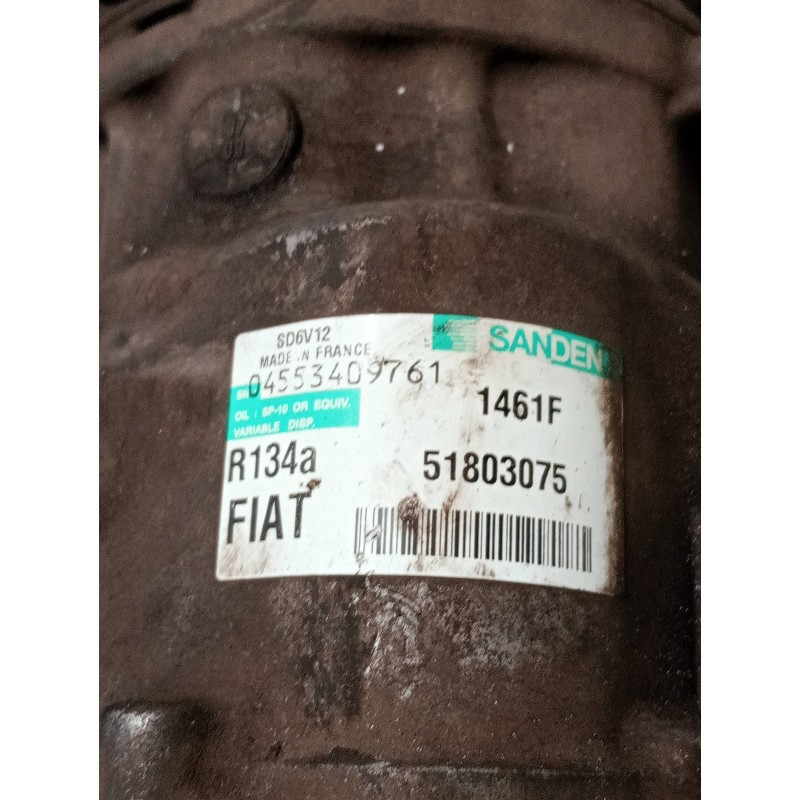 SD6V12
SANDEN
MADE IN FRANCE
04553409761
1461F
OIL : SP-10 OR EQUIV.
VARIABLE DISP.
R134a
51803075
FIAT